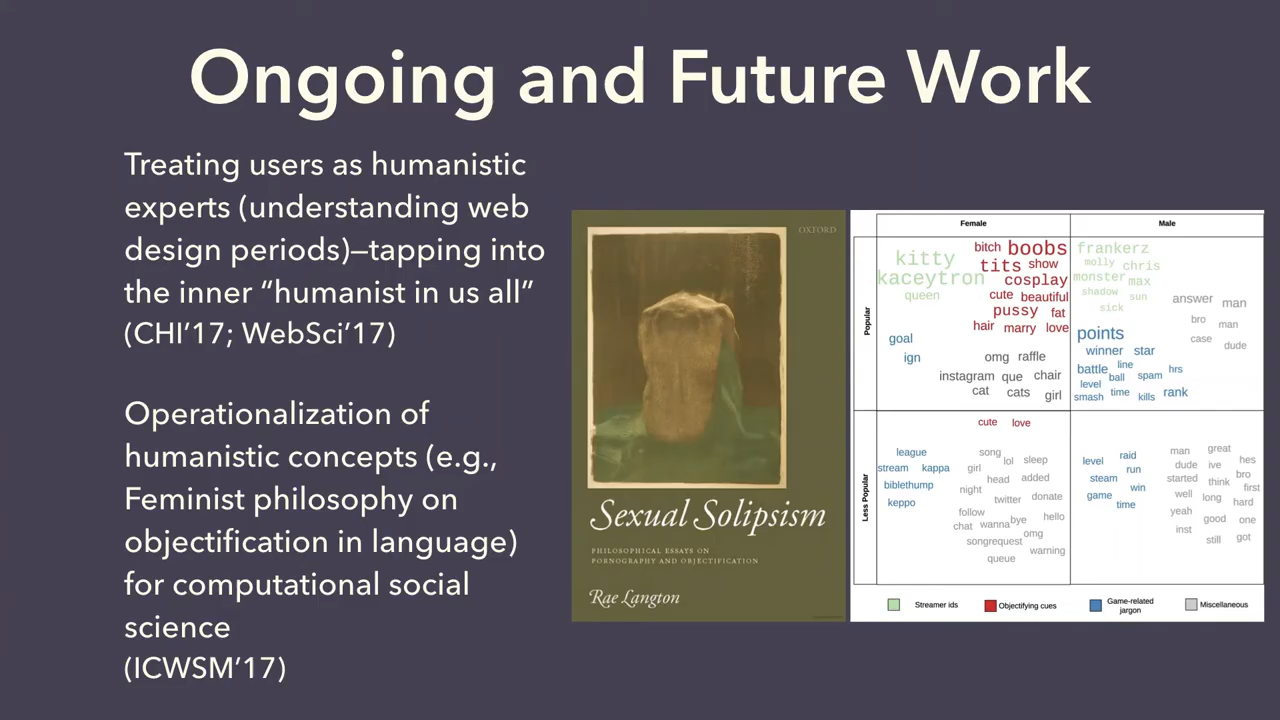 Ongoing and Future Work
Treating users as humanistic
experts (understanding web
design periods)—tapping into
the inner “humanist in us all”
(CHI’17; WebSci’17)
Operationalization of
humanistic concepts (e.g.,
Feminist philosophy on
objectification in language)
for computational social
science
(ICWSM’17)
OXFORD
Sexual Solipsism
PHILOSOPHICAL ESSAYS ON
PORNOGRAPHY AND OBJECTIFICATION
Rae Langton
Female Male
Popular
kitty
kaceytron
queen
bitch boobs
tits show
cosplay
cute beautiful
pussy fat
hair marry love
goal
ign
omg raffle
instagram que chair
cat cats girl
frankerz
molly chris
monster max
shadow sun
sick
answer man
bro man
case dude
points
winner star
battle line
ball spam hrs
level
smash time kills rank
Less Popular
cute love
league
stream kappa
biblethump
keppo
song lol sleep
girl head added
night twitter donate
follow
chat wanna bye hello
songrequest omg
queue warning
level raid
steam run
game win
time
man great
dude ive hes
started think bro
well long first
yeah good hard
inst still one
got
Streamer ids
Objectifying cues
Game-related
jargon
Miscellaneous